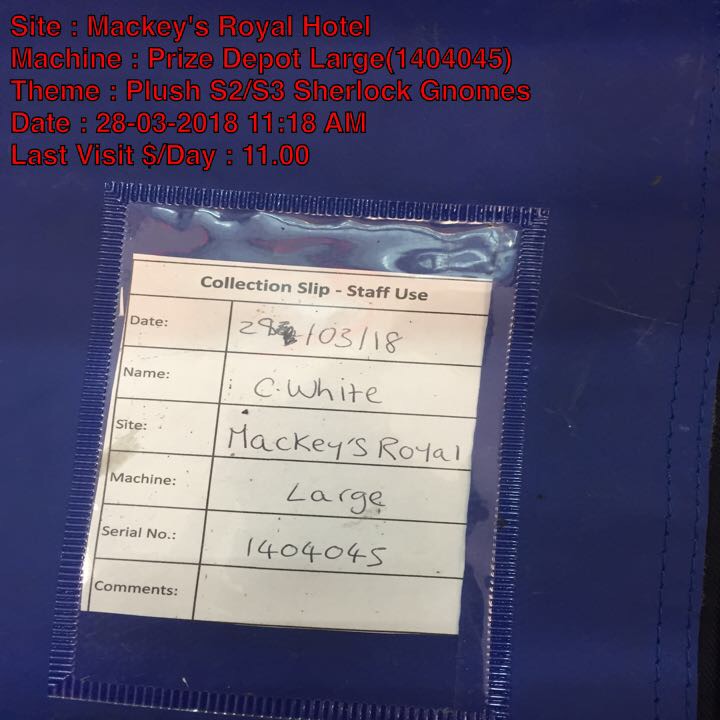 Site : Mackey's Royal Hotel
Machine : Prize Depot Large(1404045)
Theme : Plush S2/S3 Sherlock Gnomes
Date : 28-03-2018 11:18 AM
Last Visit $/Day : 11.00
Collection Slip - Staff Use
Date: 28/03/18
Name: C. White
Site: Mackey's Royal
Machine: Large
Serial No.: 1404045
Comments: